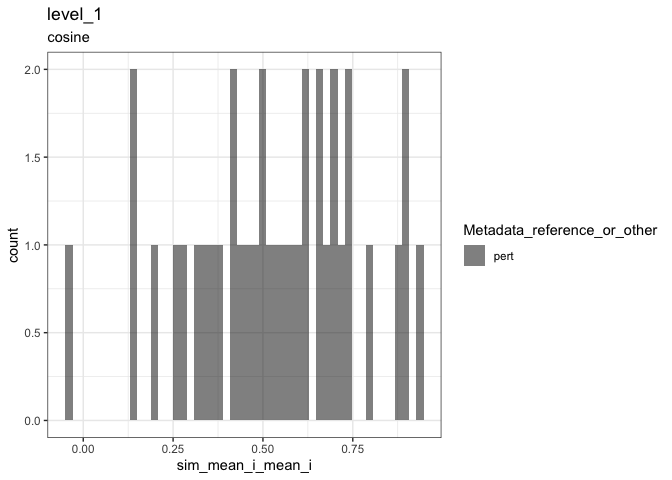 level_1
cosine
2.0
1.5
1.0
0.5
0.0
count
0.00
0.25
0.50
0.75
sim_mean_i_mean_i
Metadata_reference_or_other
pert